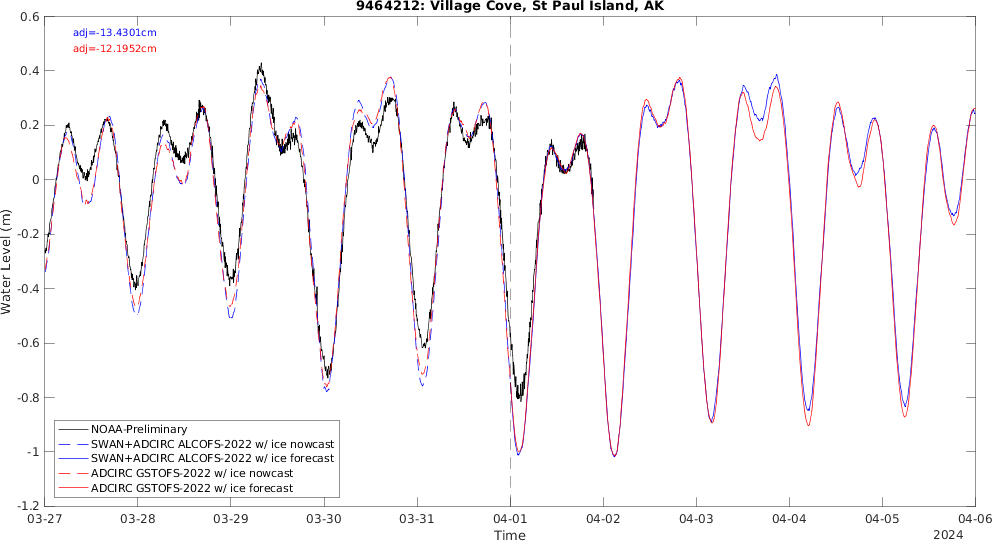 9464212: Village Cove, St Paul Island, AK
adj=-13.4301cm
adj=-12.1952cm
0.6
0.4
0.2
0
-0.2
-0.4
-0.6
-0.8
-1
-1.2
Water Level (m)
NOAA-Preliminary
SWAN+ADCIRC ALCOFS-2022 w/ ice nowcast
SWAN+ADCIRC ALCOFS-2022 w/ ice forecast
ADCIRC GSTOFS-2022 w/ ice nowcast
ADCIRC GSTOFS-2022 w/ ice forecast
03-27 03-28 03-29 03-30 03-31 04-01 04-02 04-03 04-04 04-05 04-06
Time
2024